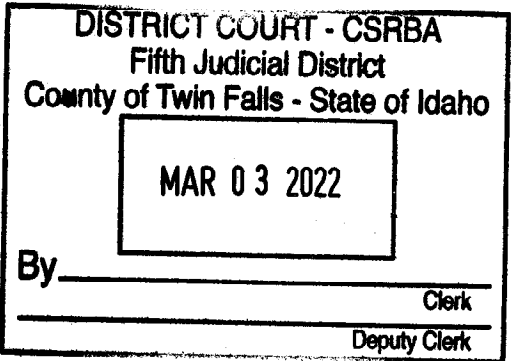 DISTRICT COURT - CSRBA
Fifth Judicial District
County of Twin Falls - State of Idaho
MAR 03 2022
By
Clerk
Deputy Clerk